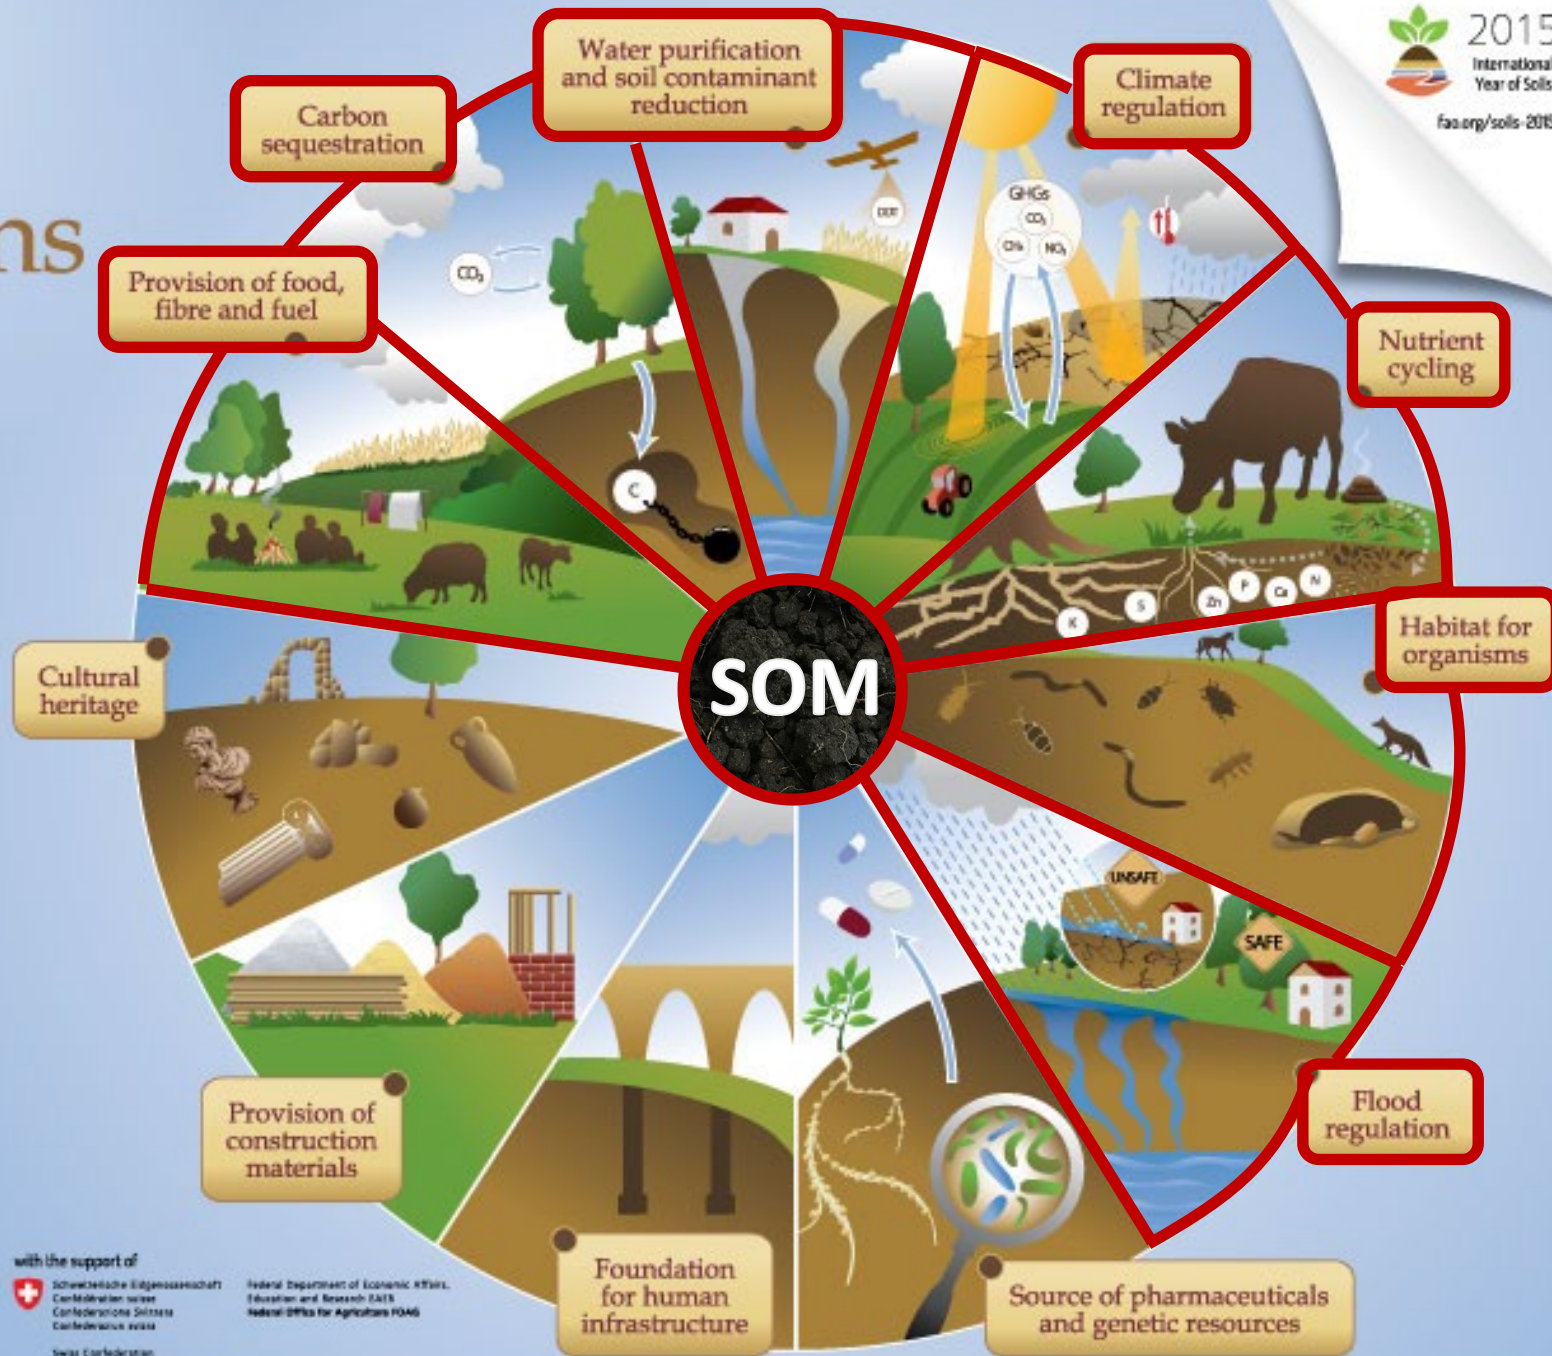 ns
2015
International
Year of Soils
fao.org/soils-2015
Water purification
and soil contaminant
reduction
Climate
regulation
Carbon
sequestration
Provision of food,
fibre and fuel
Nutrient
cycling
Habitat for
organisms
Flood
regulation
Source of pharmaceuticals
and genetic resources
Foundation
for human
infrastructure
Provision of
construction
materials
Cultural
heritage
SOM
CO₂
C
DDT
GHGs
CO₂
CH₄
NO₂
K
S
Zn
P
Ca
N
UNSAFE
SAFE
with the support of
Schweizerische Eidgenossenschaft
Confédération suisse
Confederazione Svizzera
Confederaziun svizra
Swiss Confederation
Federal Department of Economic Affairs,
Education and Research EAER
Federal Office for Agriculture FOAG